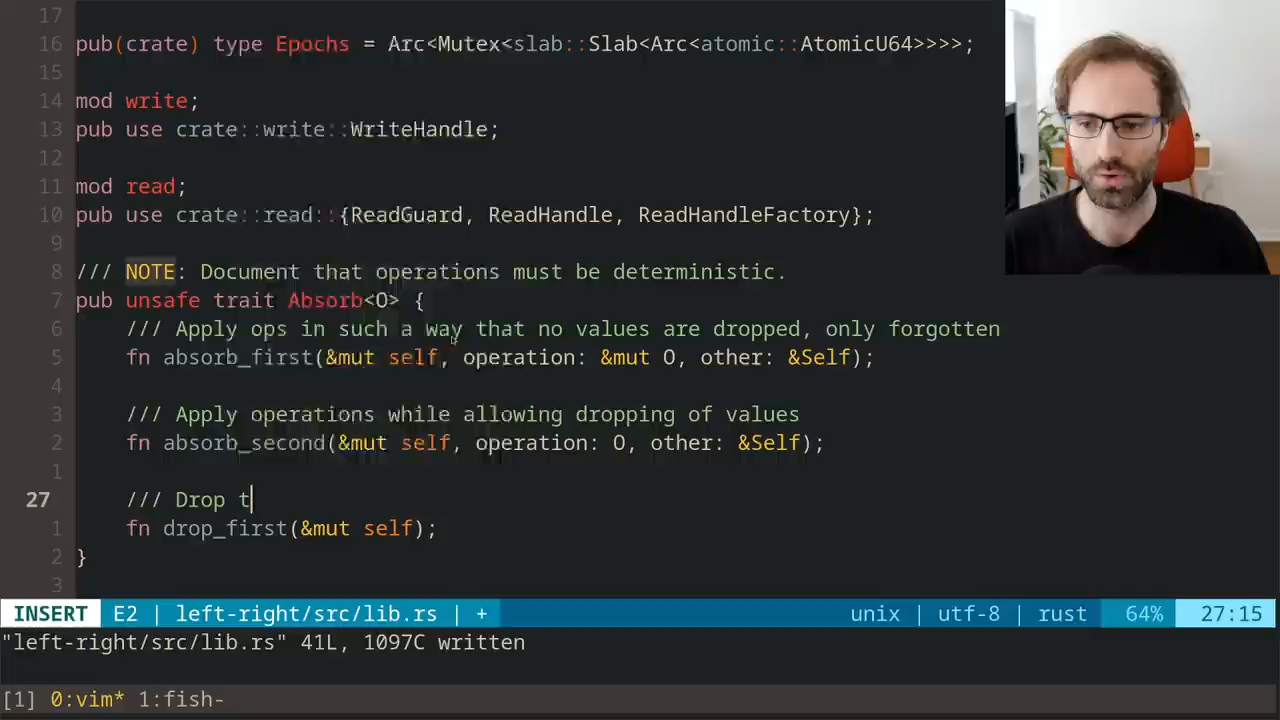 17
16 pub(crate) type Epochs = Arc<Mutex<slab::Slab<Arc<atomic::AtomicU64>>>>;
15
14 mod write;
13 pub use crate::write::WriteHandle;
12
11 mod read;
10 pub use crate::read::{ReadGuard, ReadHandle, ReadHandleFactory};
9
8 /// NOTE: Document that operations must be deterministic.
7 pub unsafe trait Absorb<O> {
6 /// Apply ops in such a way that no values are dropped, only forgotten
5 fn absorb_first(&mut self, operation: &mut O, other: &Self);
4
3 /// Apply operations while allowing dropping of values
2 fn absorb_second(&mut self, operation: O, other: &Self);
1
27 /// Drop t
1 fn drop_first(&mut self);
2 }
3
INSERT E2 | left-right/src/lib.rs | + unix | utf-8 | rust 64% 27:15
"left-right/src/lib.rs" 41L, 1097C written
[1] 0:vim* 1:fish-